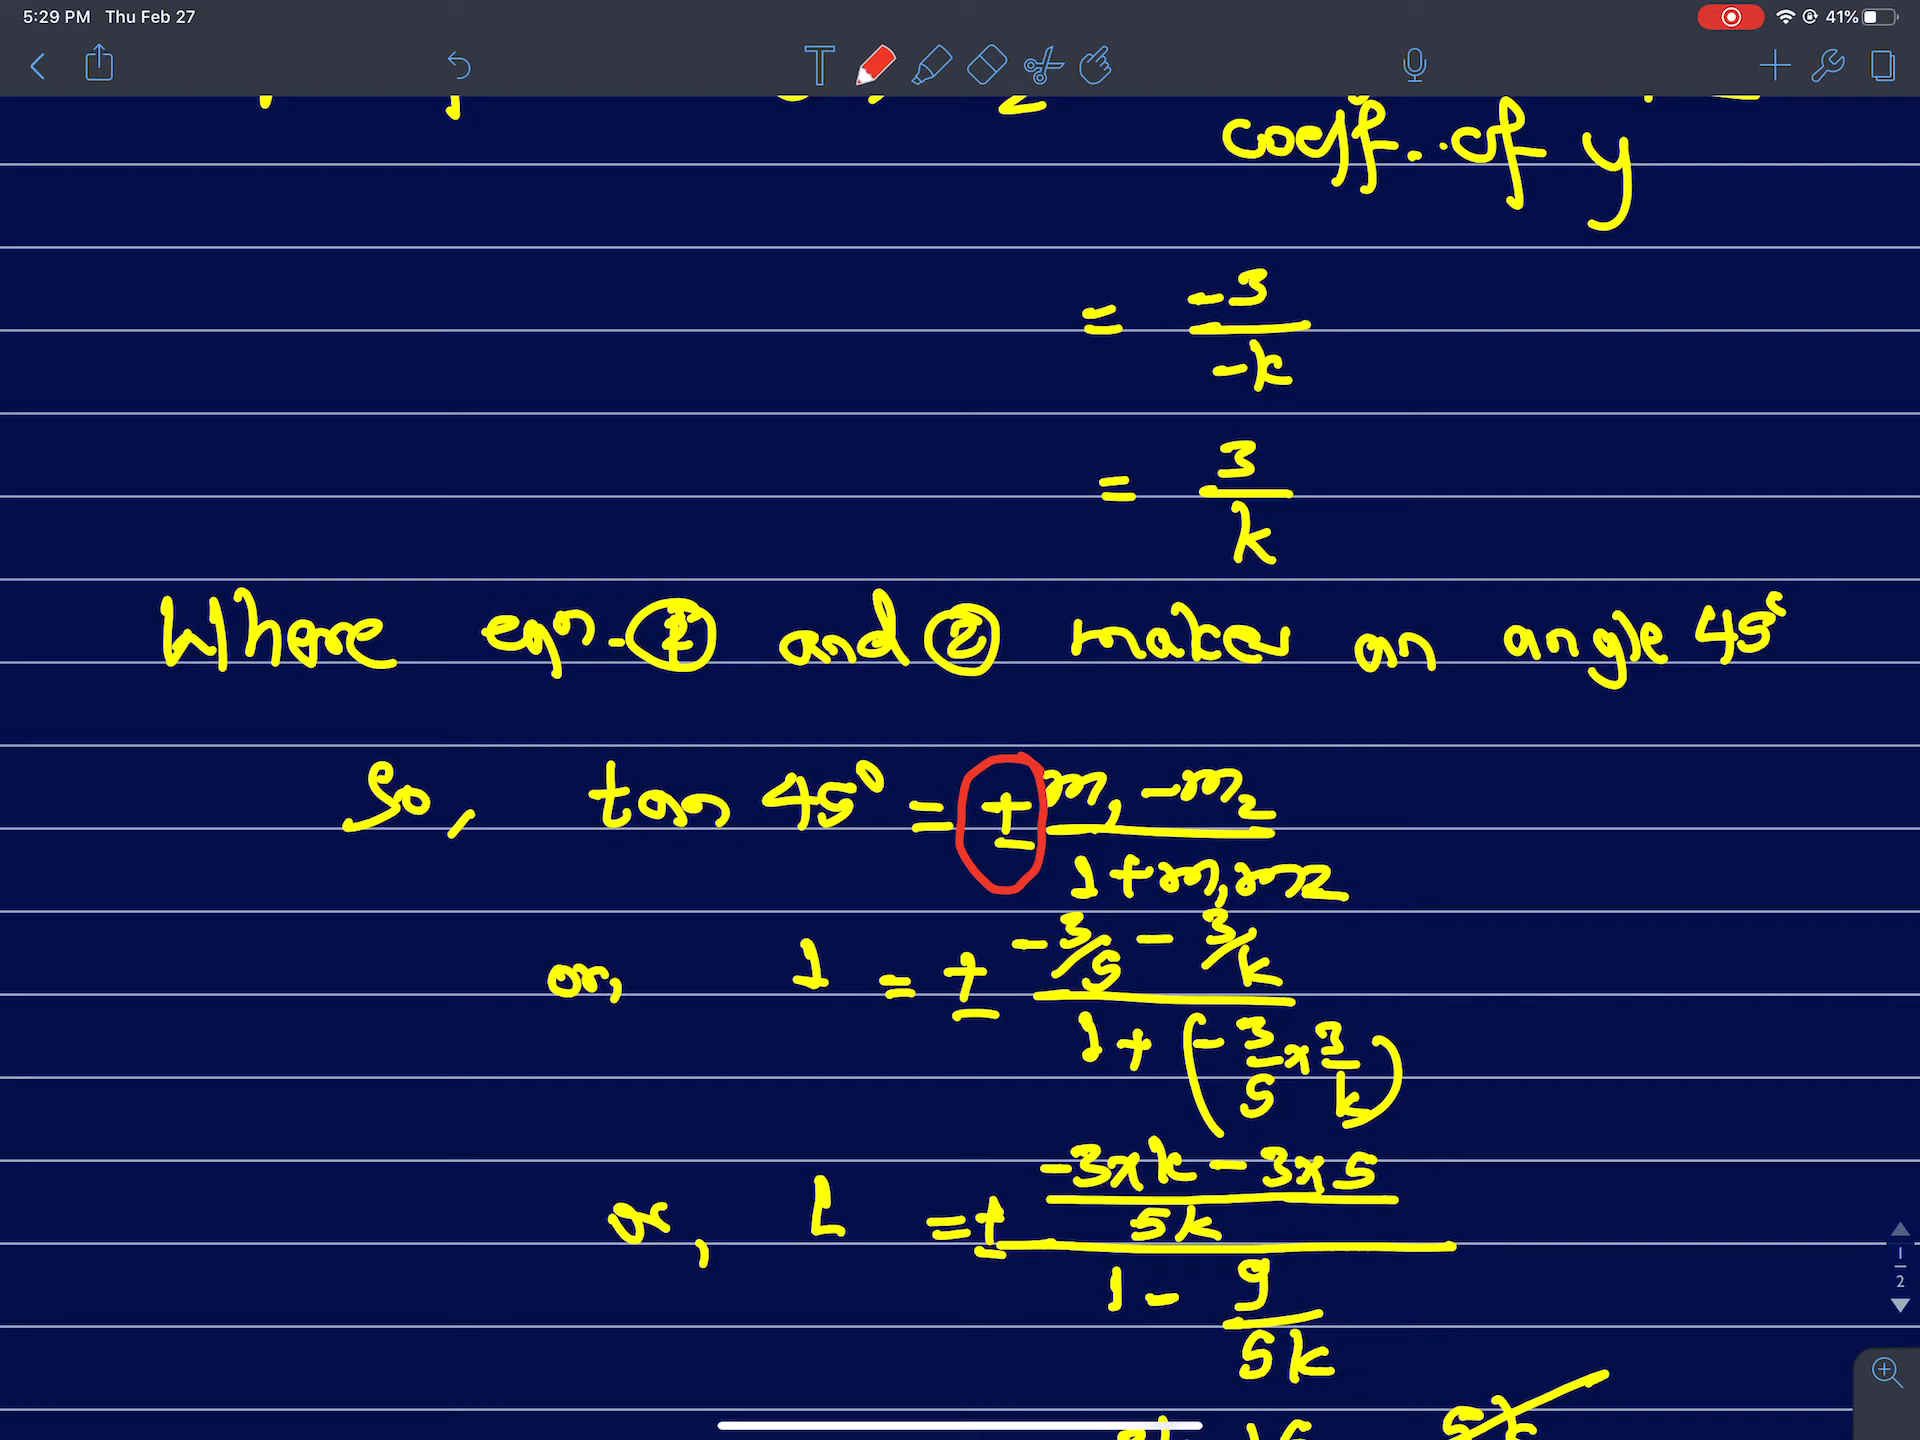 5:29 PM Thu Feb 27
41%
coeff. of y
= -3/-k
= 3/k
Where eqn-① and ② makes an angle 45°
So, tan 45° = ± m₁ - m₂ / 1 + m₁m₂
or, 1 = ± -3/5 - 3/k / 1 + (-3/5 × 3/k)
or, 1 = ± -3×k - 3×5 / 5k / 1 - 9/5k
1
2